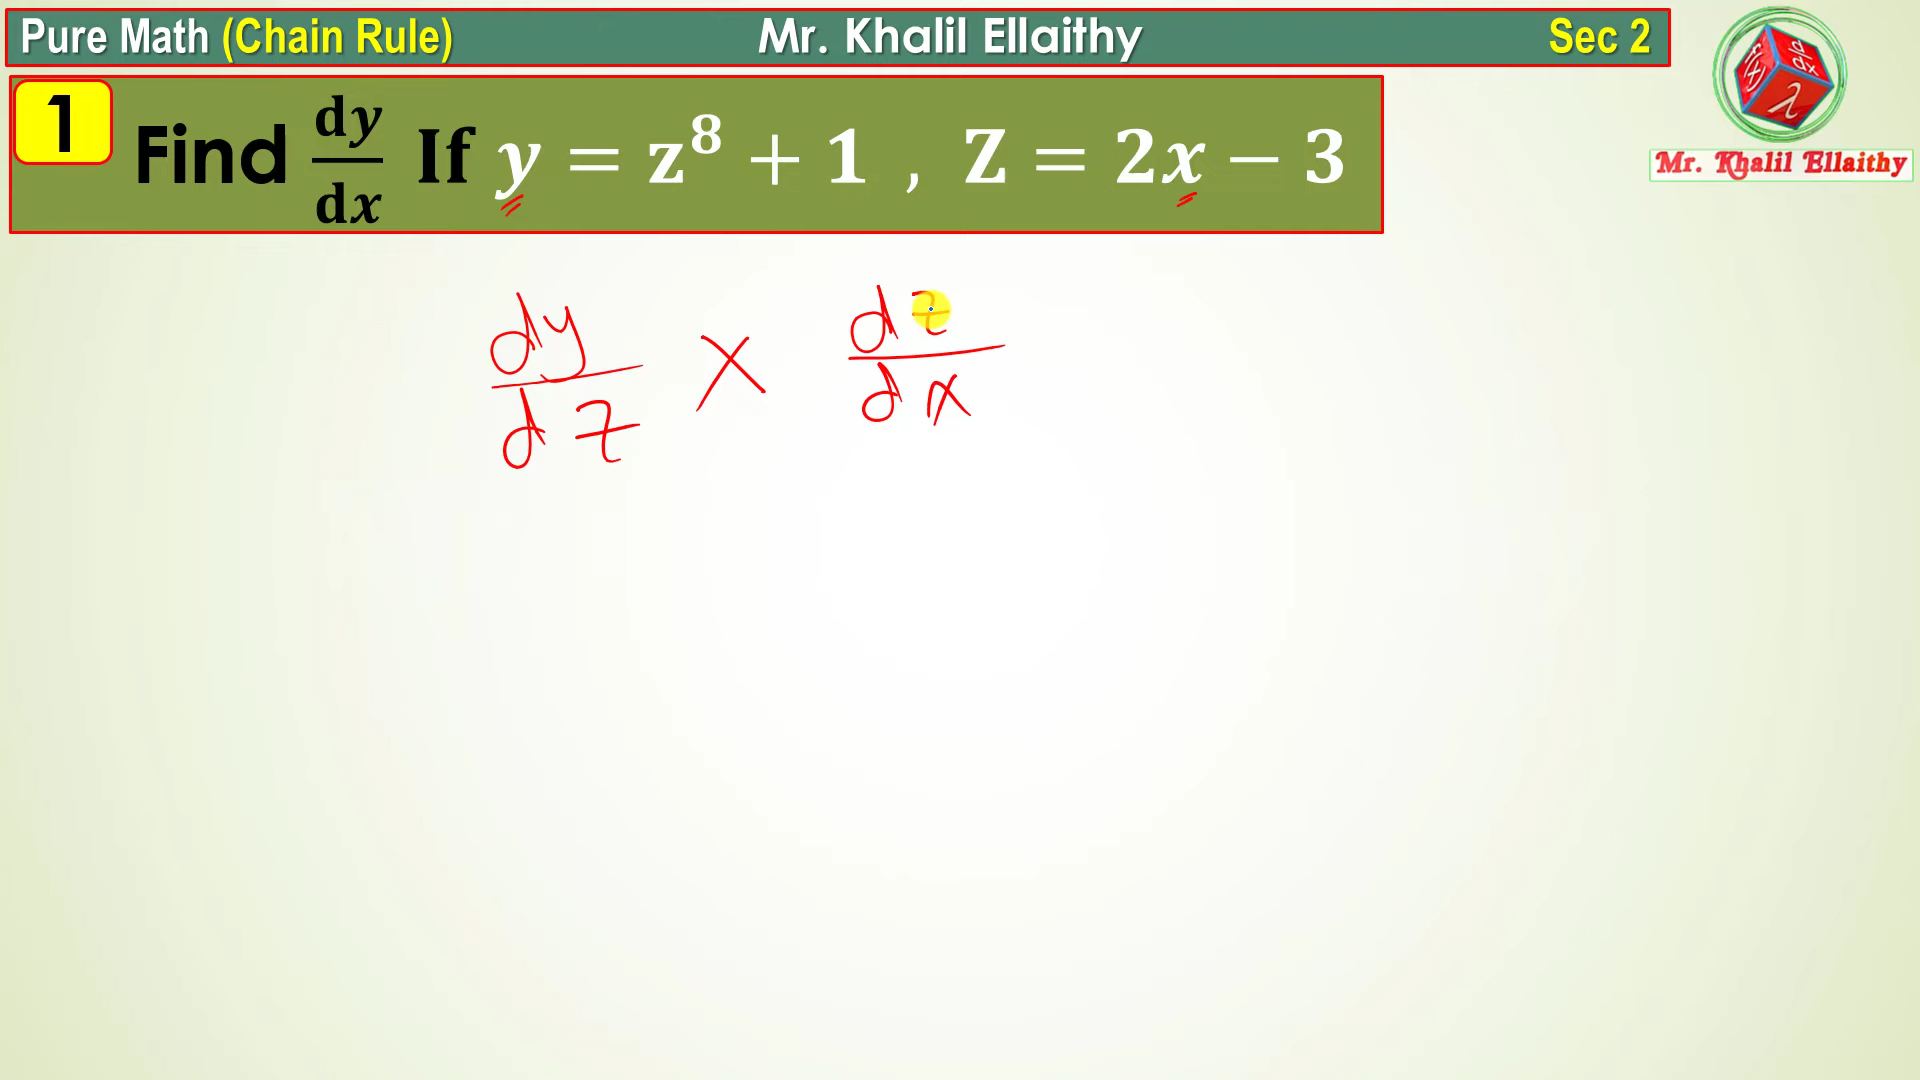 Pure Math (Chain Rule) Mr. Khalil Ellaithy Sec 2
f(x) d/dx λ
Mr. Khalil Ellaithy
1 Find dy/dx If y = z⁸ + 1 , Z = 2x − 3
dy/dz × dz/dx